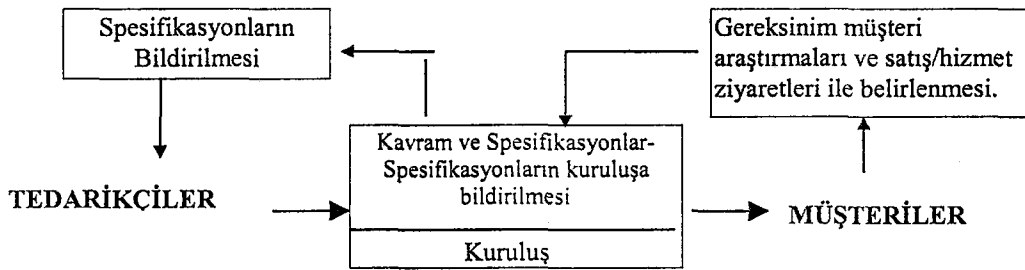 Spesifikasyonların
Bildirilmesi
Gereksinim müşteri
araştırmaları ve satış/hizmet
ziyaretleri ile belirlenmesi.
Kavram ve Spesifikasyonlar-
Spesifikasyonların kuruluşa
bildirilmesi
Kuruluş
TEDARİKÇİLER
MÜŞTERİLER